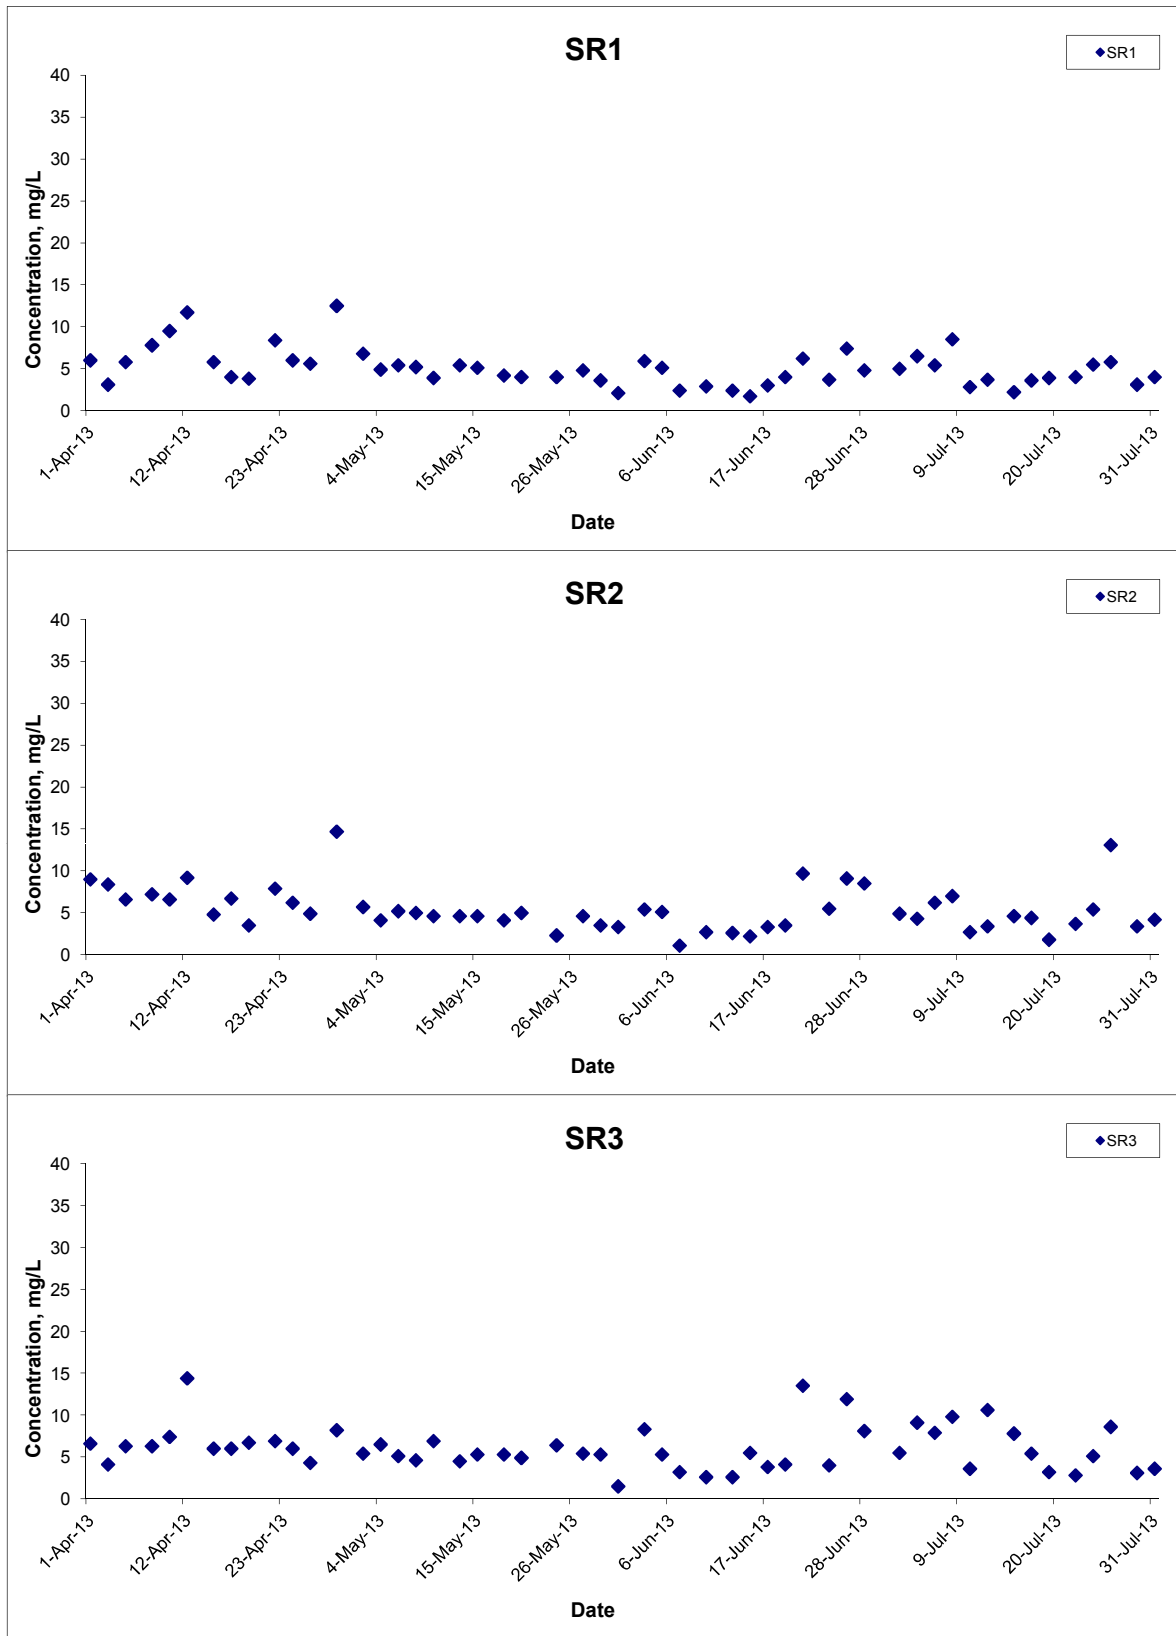 SR1
SR1
40
35
30
25
20
15
10
5
0
Concentration, mg/L
1-Apr-13
12-Apr-13
23-Apr-13
4-May-13
15-May-13
26-May-13
6-Jun-13
17-Jun-13
28-Jun-13
9-Jul-13
20-Jul-13
31-Jul-13
Date
SR2
SR2
40
35
30
25
20
15
10
5
0
Concentration, mg/L
1-Apr-13
12-Apr-13
23-Apr-13
4-May-13
15-May-13
26-May-13
6-Jun-13
17-Jun-13
28-Jun-13
9-Jul-13
20-Jul-13
31-Jul-13
Date
SR3
SR3
40
35
30
25
20
15
10
5
0
Concentration, mg/L
1-Apr-13
12-Apr-13
23-Apr-13
4-May-13
15-May-13
26-May-13
6-Jun-13
17-Jun-13
28-Jun-13
9-Jul-13
20-Jul-13
31-Jul-13
Date